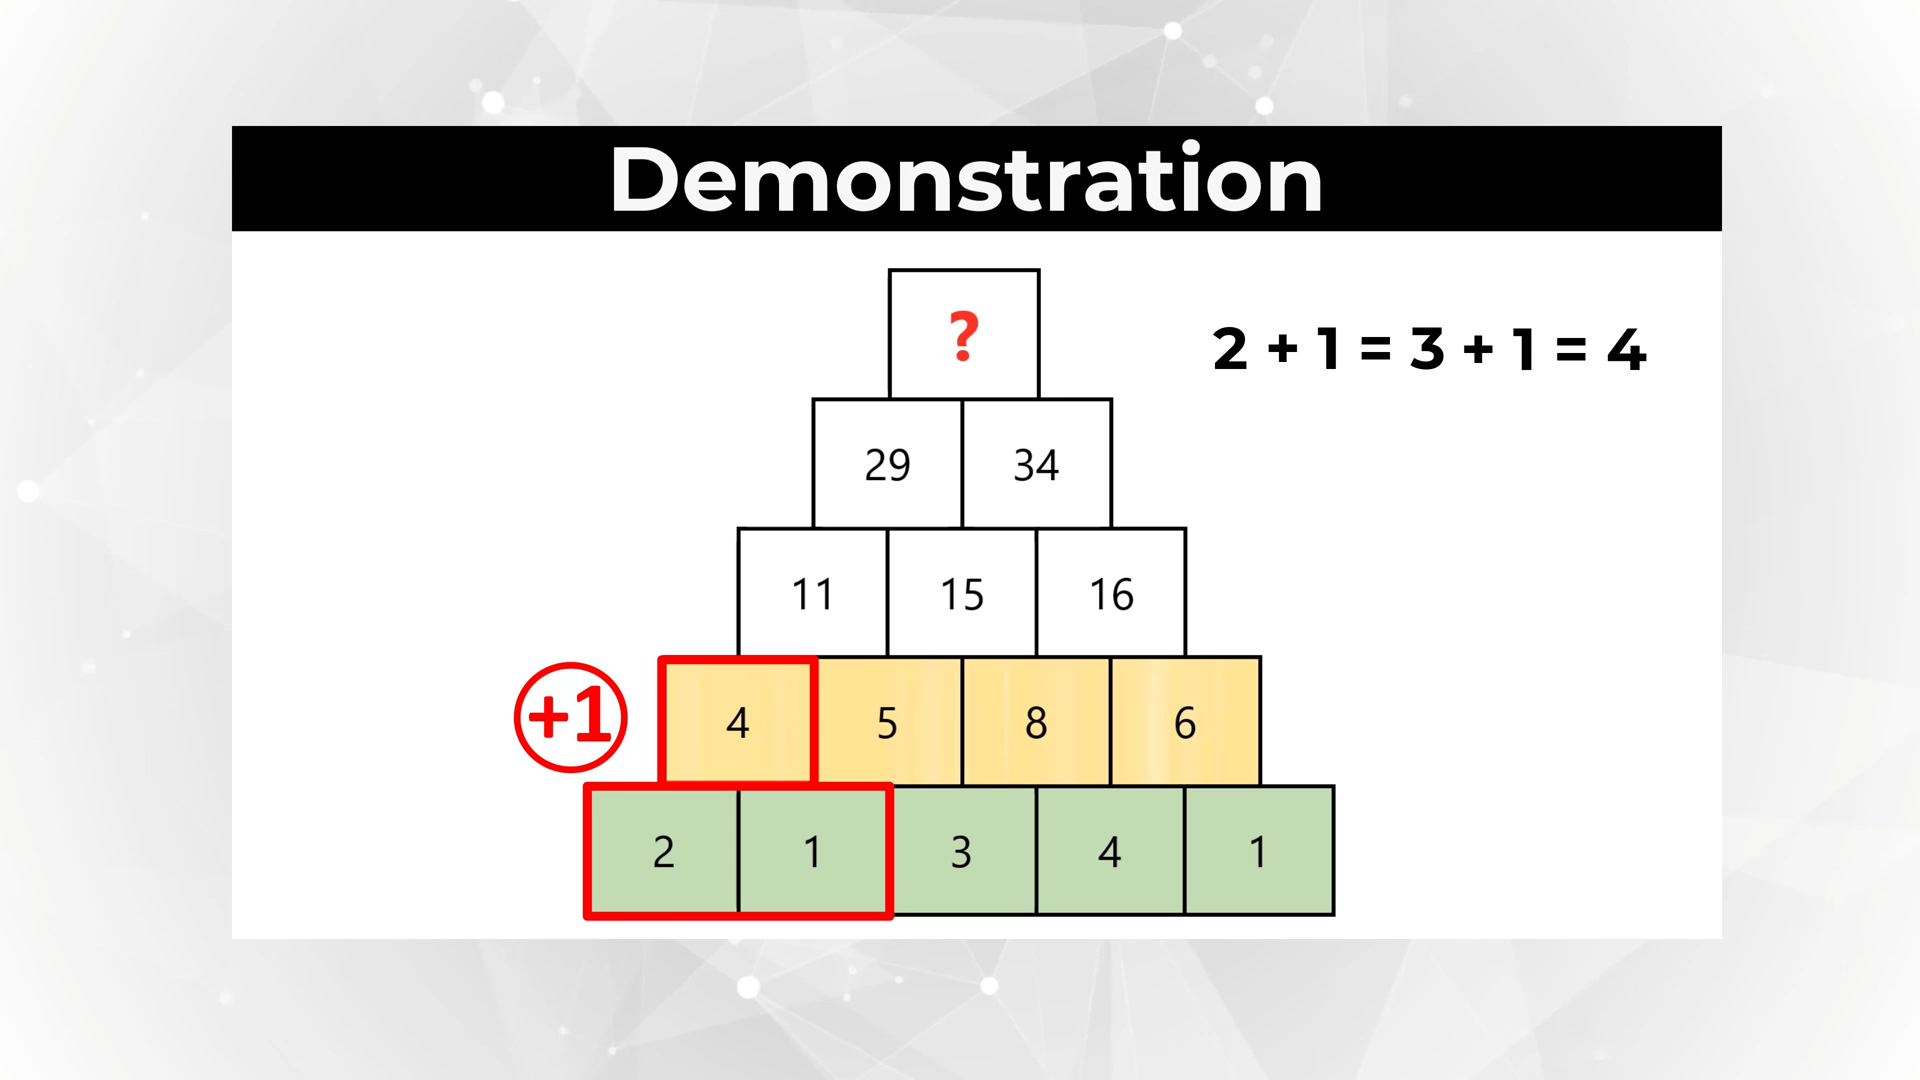 Demonstration
?
2 + 1 = 3 + 1 = 4
29 34
11 15 16
+1 4 5 8 6
2 1 3 4 1